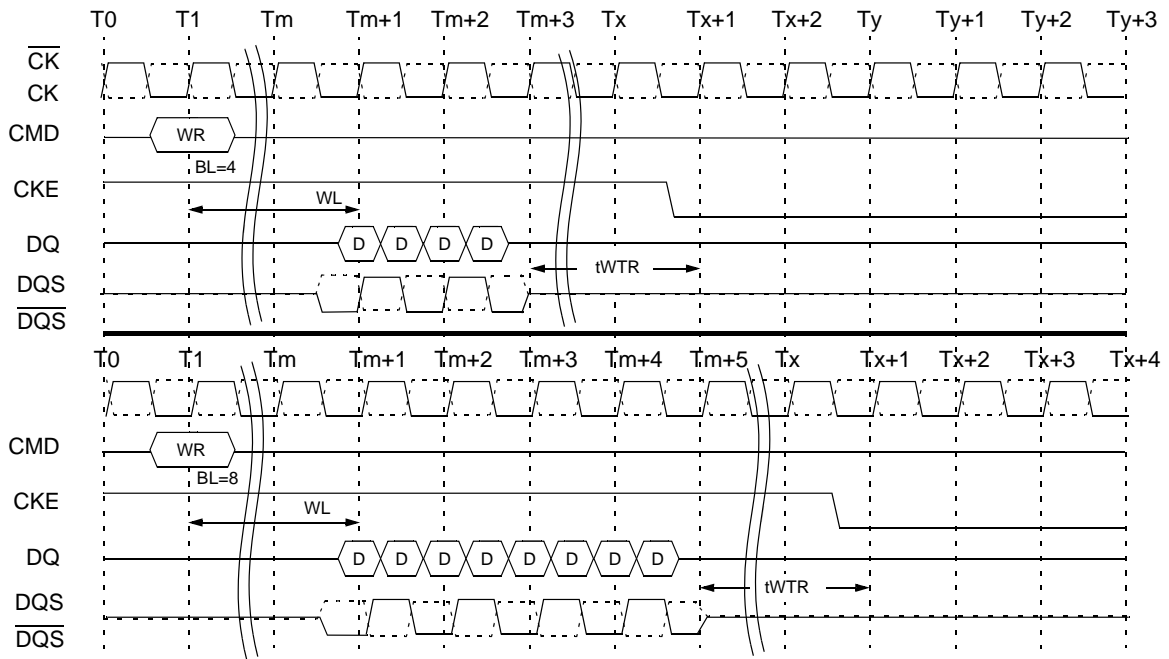 T0 T1 Tm Tm+1 Tm+2 Tm+3 Tx Tx+1 Tx+2 Ty Ty+1 Ty+2 Ty+3
CK
CK
CMD WR
BL=4
CKE
WL
DQ D D D D
tWTR
DQS
DQS
T0 T1 Tm Tm+1 Tm+2 Tm+3 Tm+4 Tm+5 Tx Tx+1 Tx+2 Tx+3 Tx+4
CMD WR
BL=8
CKE
WL
DQ D D D D D D D D
tWTR
DQS
DQS